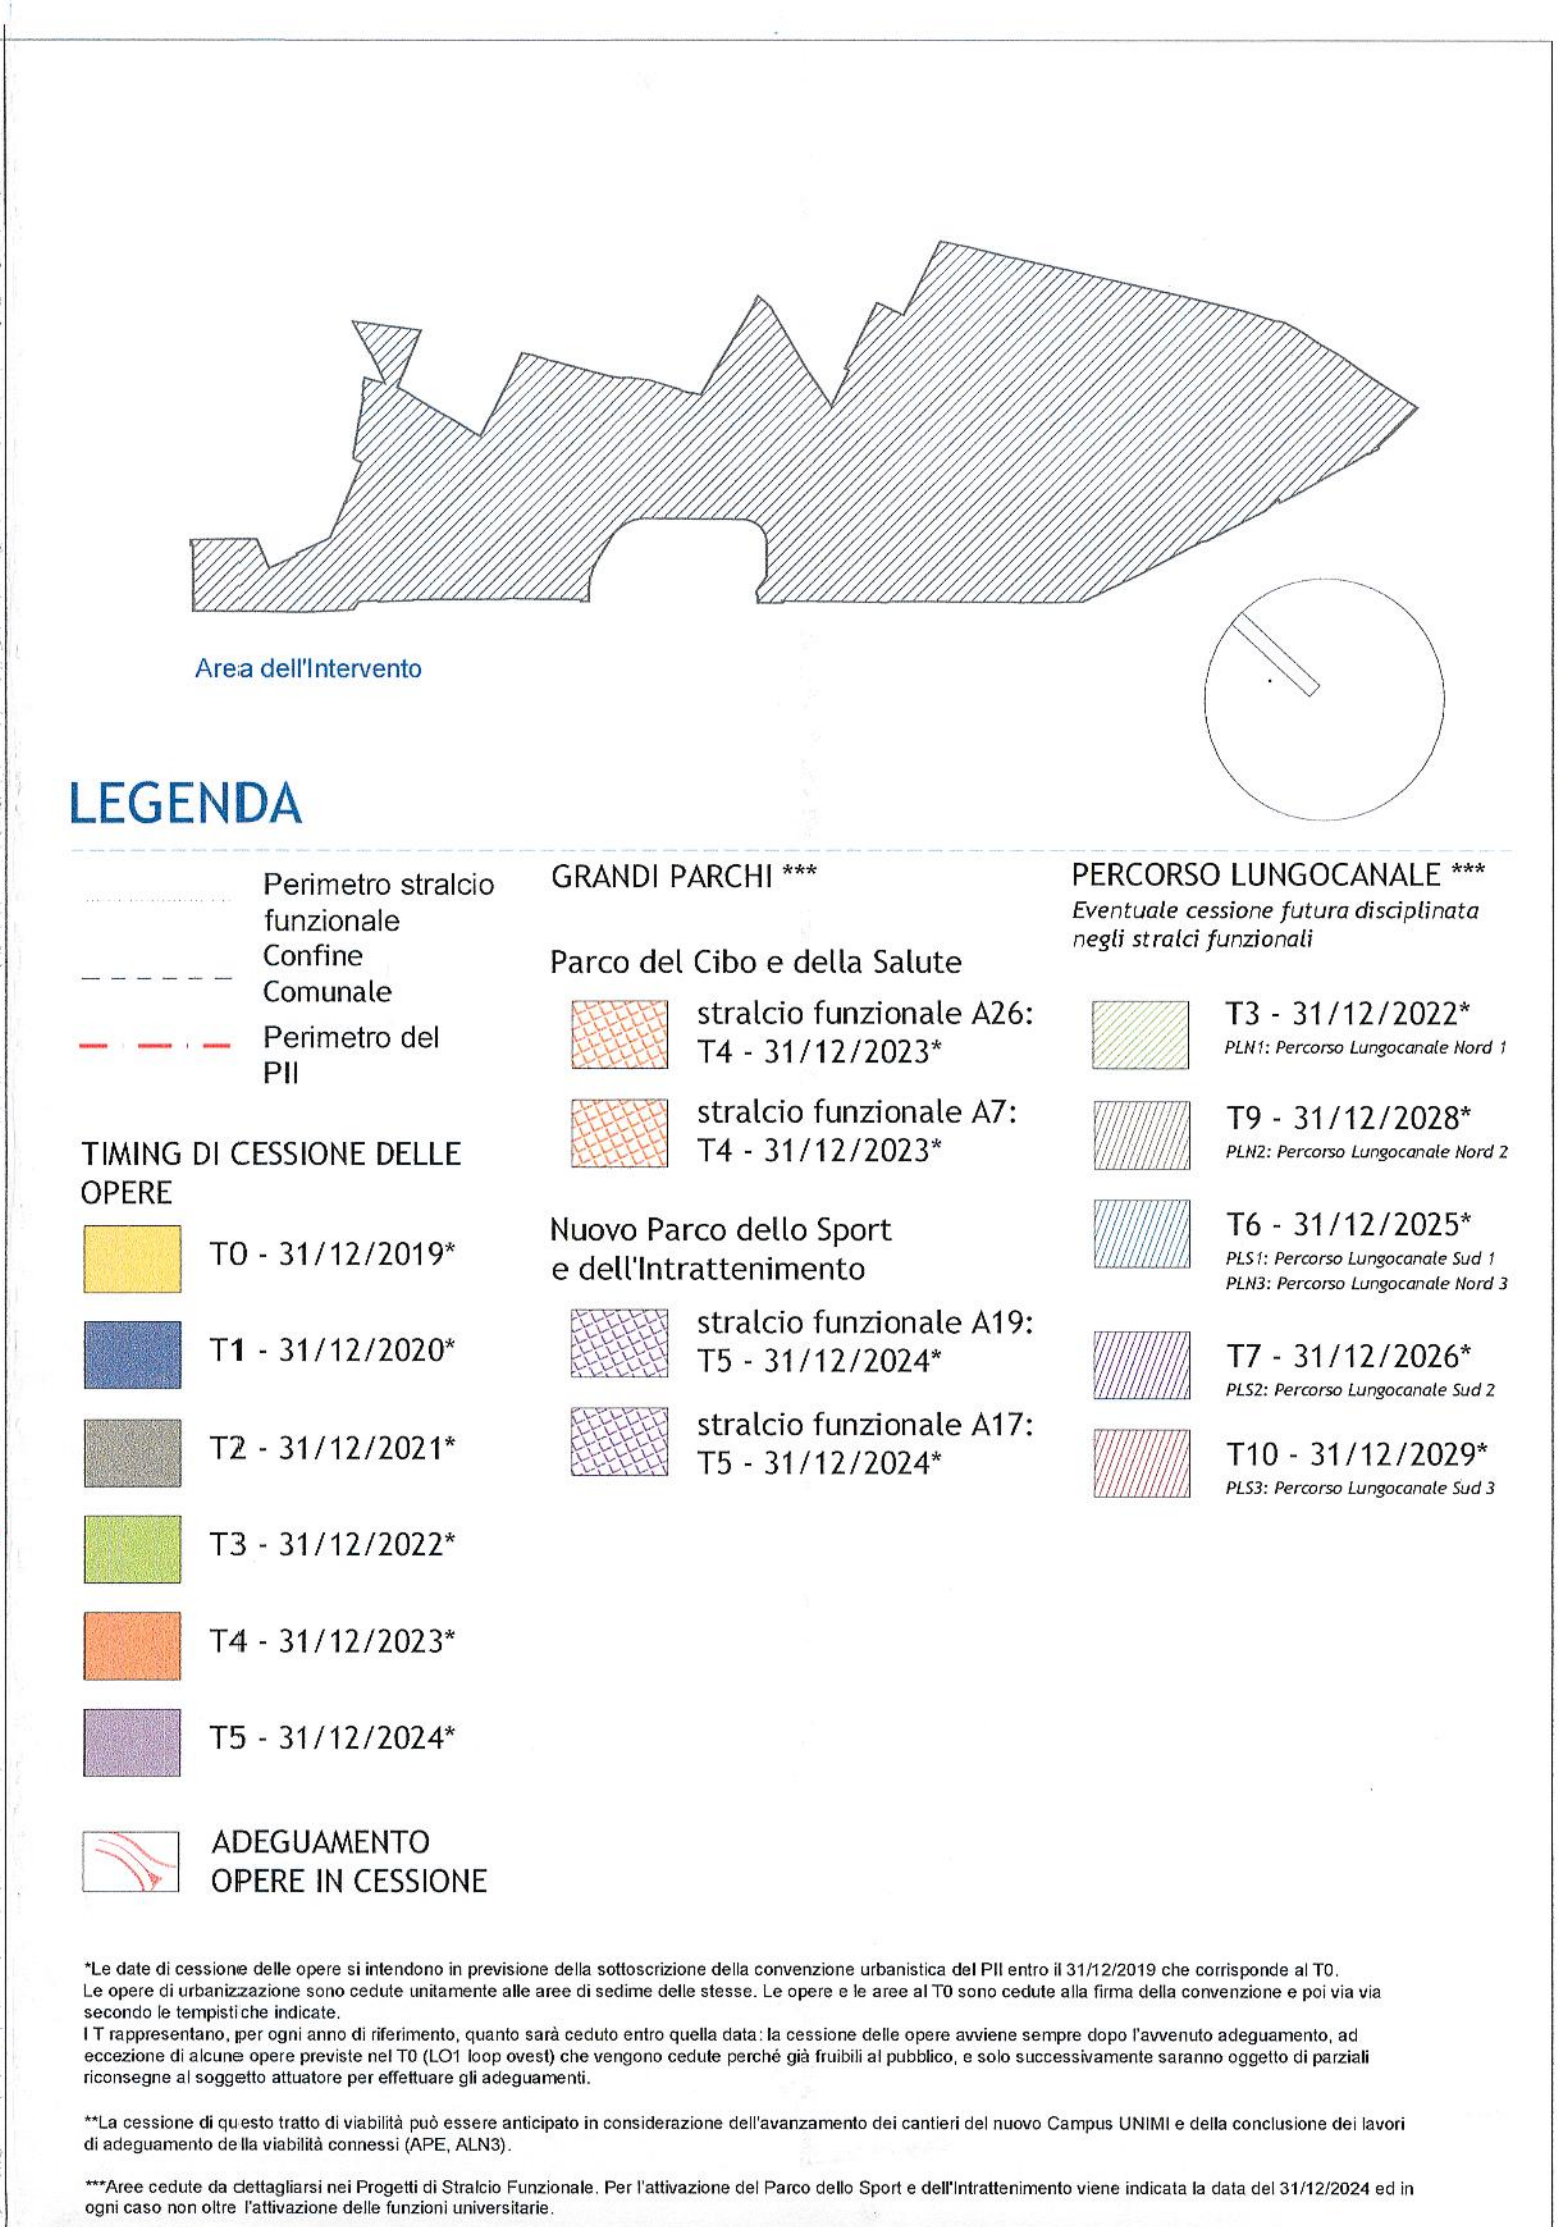 Area dell'Intervento
LEGENDA
Perimetro stralcio
funzionale
Confine
Comunale
Perimetro del
PII
TIMING DI CESSIONE DELLE
OPERE
T0 - 31/12/2019*
T1 - 31/12/2020*
T2 - 31/12/2021*
T3 - 31/12/2022*
T4 - 31/12/2023*
T5 - 31/12/2024*
ADEGUAMENTO
OPERE IN CESSIONE
GRANDI PARCHI ***
Parco del Cibo e della Salute
stralcio funzionale A26:
T4 - 31/12/2023*
stralcio funzionale A7:
T4 - 31/12/2023*
Nuovo Parco dello Sport
e dell'Intrattenimento
stralcio funzionale A19:
T5 - 31/12/2024*
stralcio funzionale A17:
T5 - 31/12/2024*
PERCORSO LUNGOCANALE ***
Eventuale cessione futura disciplinata
negli stralci funzionali
T3 - 31/12/2022*
PLN1: Percorso Lungocanale Nord 1
T9 - 31/12/2028*
PLN2: Percorso Lungocanale Nord 2
T6 - 31/12/2025*
PLS1: Percorso Lungocanale Sud 1
PLN3: Percorso Lungocanale Nord 3
T7 - 31/12/2026*
PLS2: Percorso Lungocanale Sud 2
T10 - 31/12/2029*
PLS3: Percorso Lungocanale Sud 3
*Le date di cessione delle opere si intendono in previsione della sottoscrizione della convenzione urbanistica del PII entro il 31/12/2019 che corrisponde al T0.
Le opere di urbanizzazione sono cedute unitamente alle aree di sedime delle stesse. Le opere e le aree al T0 sono cedute alla firma della convenzione e poi via via
secondo le tempistiche indicate.
I T rappresentano, per ogni anno di riferimento, quanto sarà ceduto entro quella data: la cessione delle opere avviene sempre dopo l'avvenuto adeguamento, ad
eccezione di alcune opere previste nel T0 (LO1 loop ovest) che vengono cedute perché già fruibili al pubblico, e solo successivamente saranno oggetto di parziali
riconsegne al soggetto attuatore per effettuare gli adeguamenti.
**La cessione di questo tratto di viabilità può essere anticipato in considerazione dell'avanzamento dei cantieri del nuovo Campus UNIMI e della conclusione dei lavori
di adeguamento della viabilità connessi (APE, ALN3).
***Aree cedute da dettagliarsi nei Progetti di Stralcio Funzionale. Per l'attivazione del Parco dello Sport e dell'Intrattenimento viene indicata la data del 31/12/2024 ed in
ogni caso non oltre l'attivazione delle funzioni universitarie.